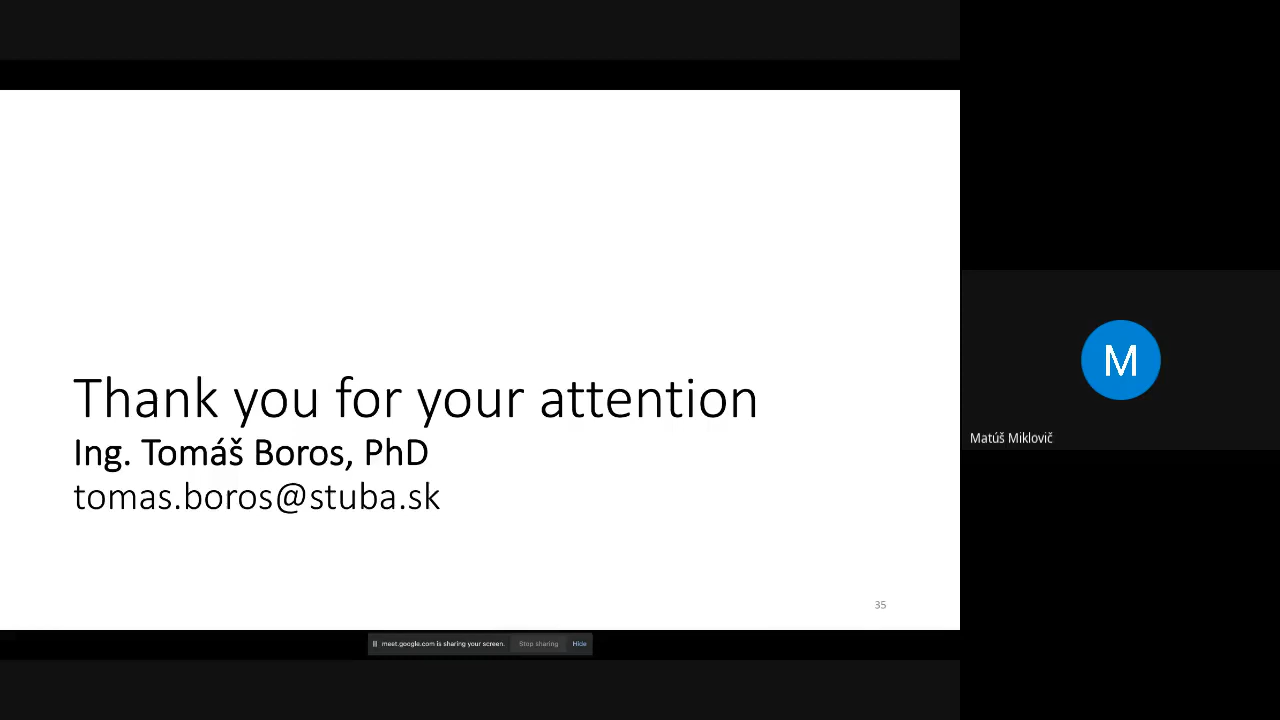 Thank you for your attention
Ing. Tomáš Boros, PhD
tomas.boros@stuba.sk
35
M
Matúš Miklovič
meet.google.com is sharing your screen.
Stop sharing
Hide